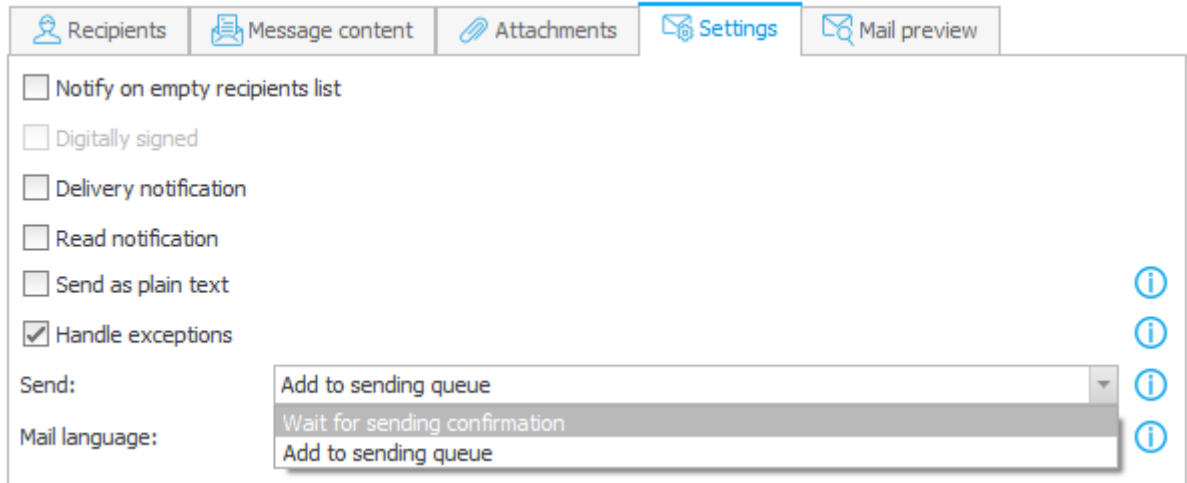 Recipients Message content Attachments Settings Mail preview
Notify on empty recipients list
Digitally signed
Delivery notification
Read notification
Send as plain text
Handle exceptions
Send: Add to sending queue
Wait for sending confirmation
Mail language:
Add to sending queue